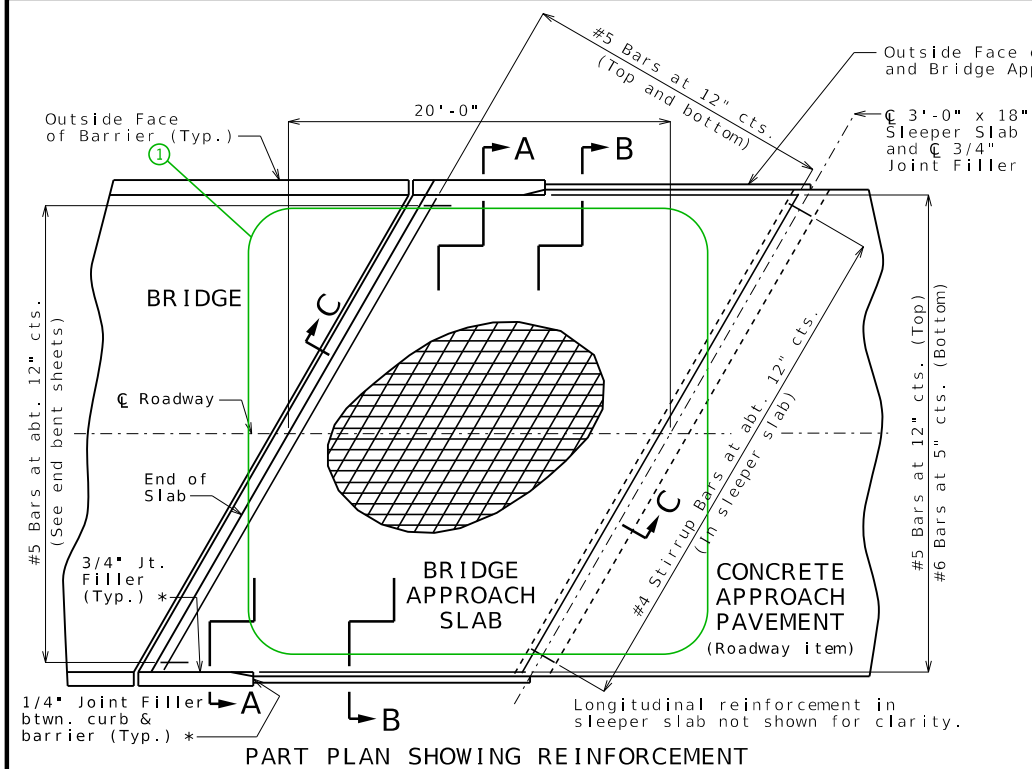 #5 Bars at 12" cts.
(Top and bottom)
Outside Face
and Bridge
℄ 3'-0" x 18"
Sleeper Slab
and ℄ 3/4"
Joint Filler
20'-0"
Outside Face
of Barrier (Typ.)
1
A
B
#5 Bars at abt. 12" cts.
(See end bent sheets)
BRIDGE
C
℄ Roadway
End of
Slab
3/4" Jt.
Filler
(Typ.) *
BRIDGE
APPROACH
SLAB
C
#4 Stirrup Bars at abt. 12" cts.
(In sleeper slab)
CONCRETE
APPROACH
PAVEMENT
(Roadway item)
#5 Bars at 12" cts. (Top)
#6 Bars at 5" cts. (Bottom)
1/4" Joint Filler
btwn. curb &
barrier (Typ.) *
A
B
Longitudinal reinforcement in
sleeper slab not shown for clarity.
PART PLAN SHOWING REINFORCEMENT